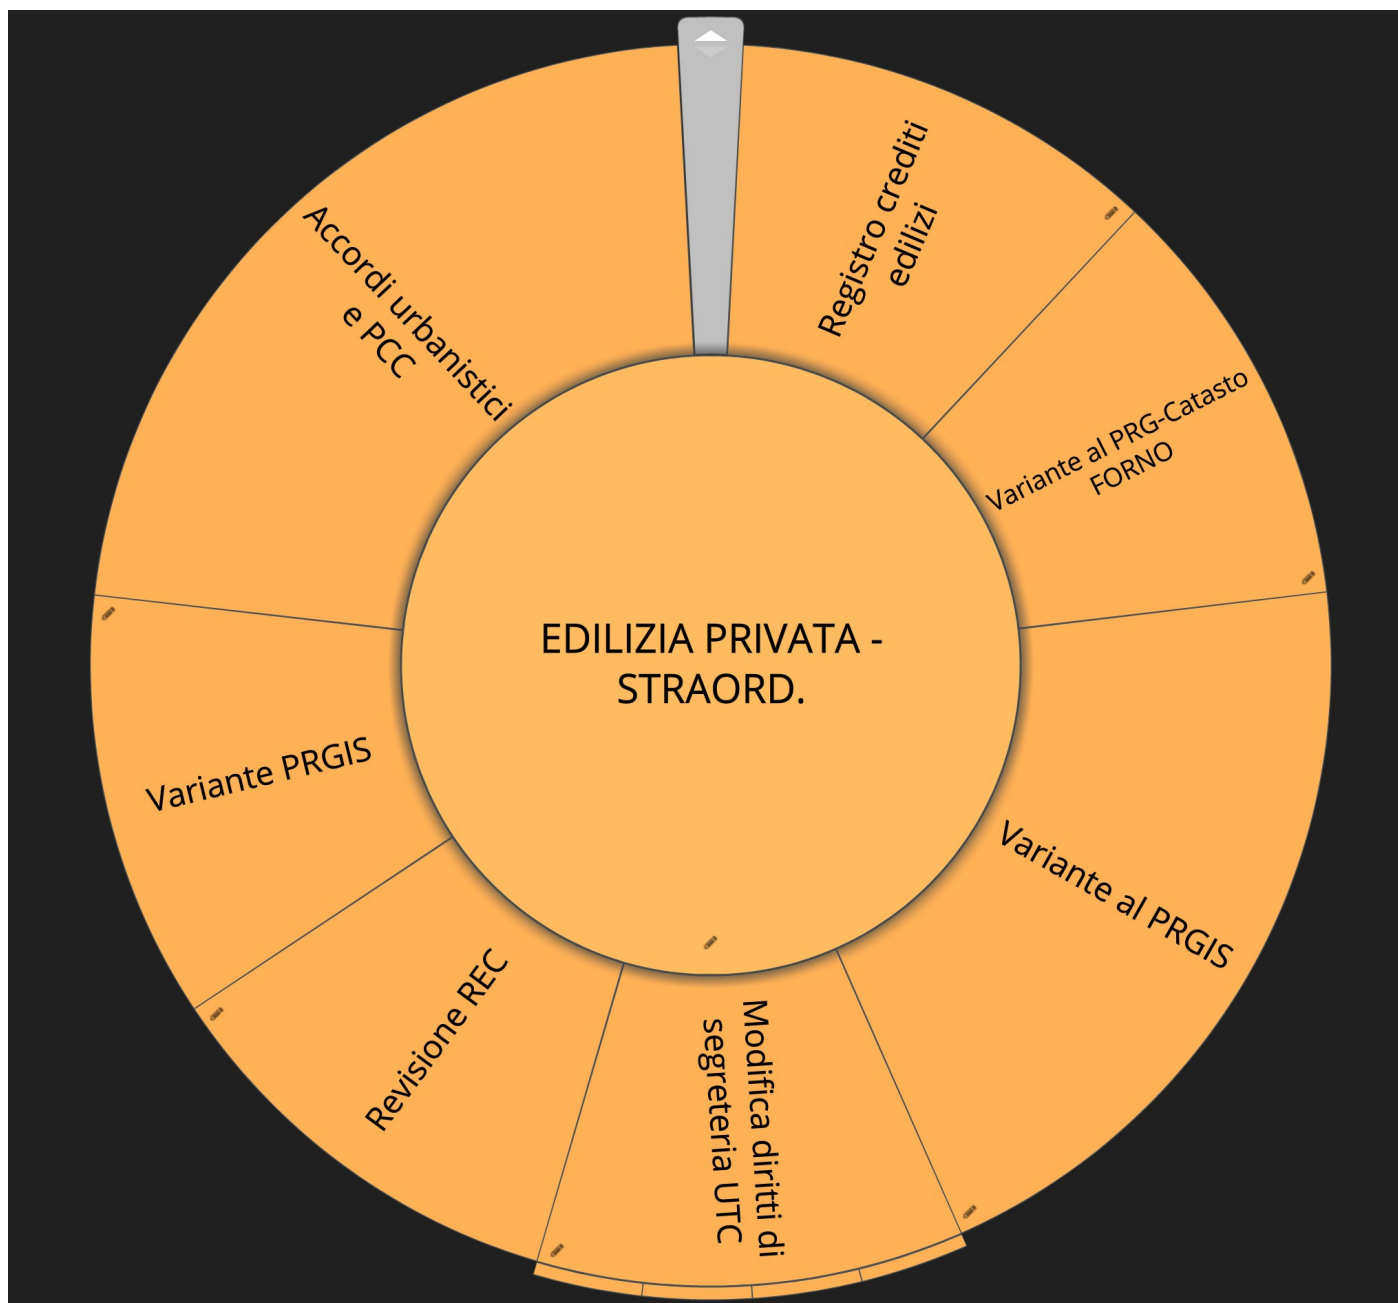 EDILIZIA PRIVATA -
STRAORD.
Registro crediti
edilizi
Variante al PRG-Catasto
FORNO
Variante al PRGIS
Modifica diritti di
segreteria UTC
Revisione REC
Variante PRGIS
Accordi urbanistici
e PCC